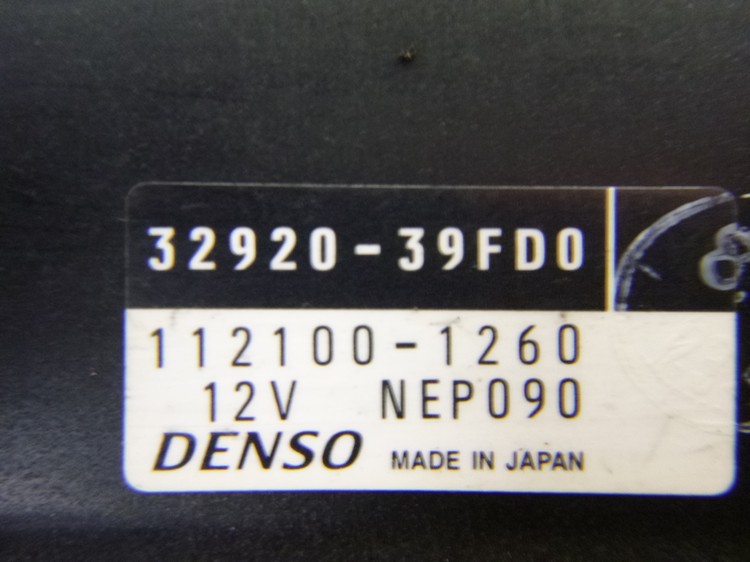 32920-39FD0
112100-1260
12V NEP090
DENSO MADE IN JAPAN